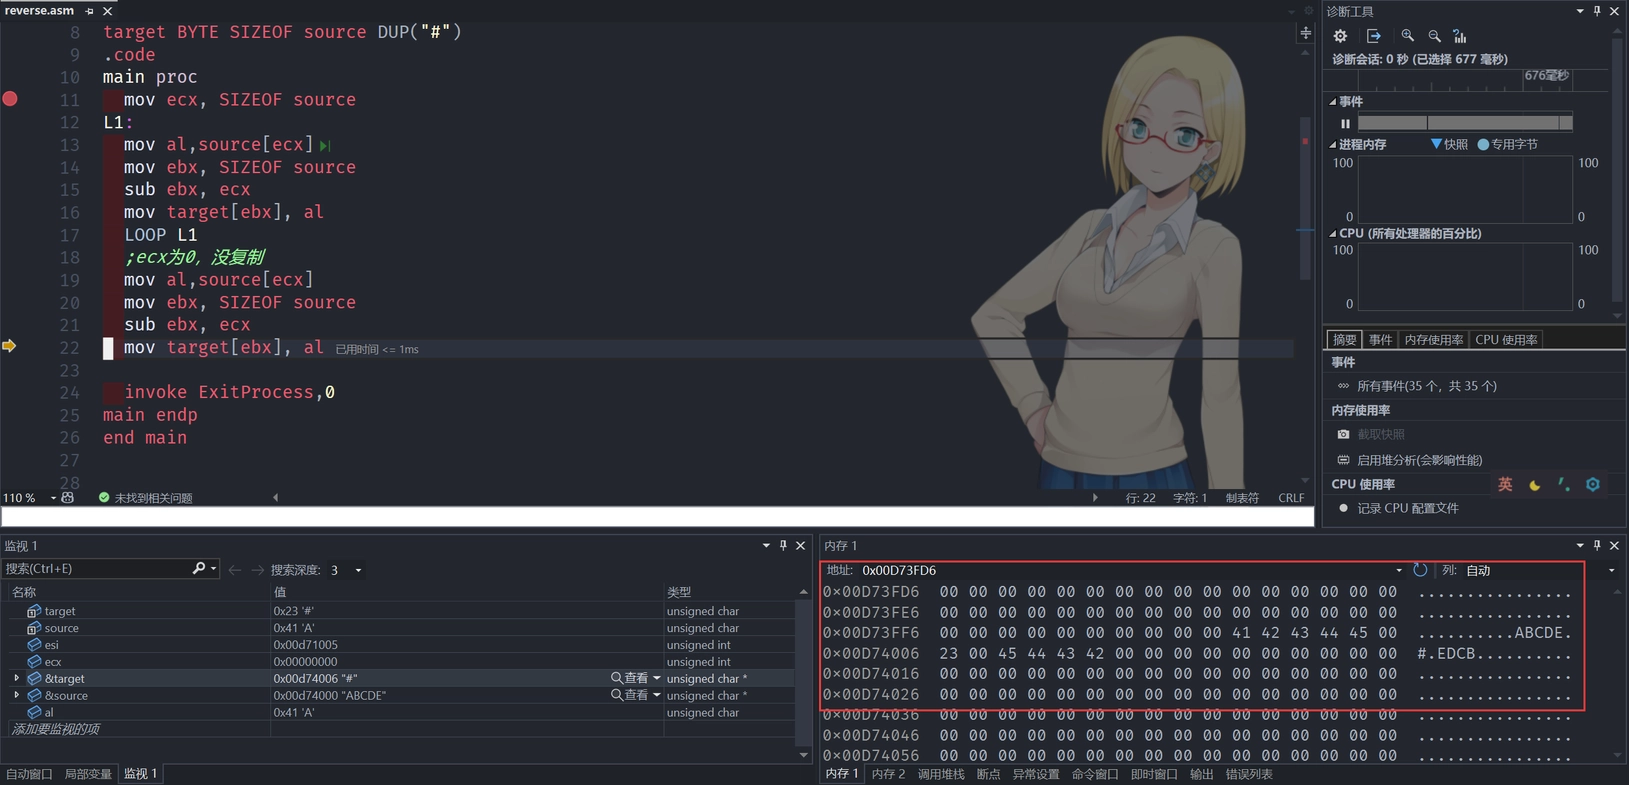 reverse.asm
8 target BYTE SIZEOF source DUP("#")
9 .code
10 main proc
11 mov ecx, SIZEOF source
12 L1:
13 mov al,source[ecx]
14 mov ebx, SIZEOF source
15 sub ebx, ecx
16 mov target[ebx], al
17 LOOP L1
18 ;ecx为0，没复制
19 mov al,source[ecx]
20 mov ebx, SIZEOF source
21 sub ebx, ecx
22 mov target[ebx], al 已用时间 <= 1ms
23
24 invoke ExitProcess,0
25 main endp
26 end main
27
28
110 % 未找到相关问题 行: 22 字符: 1 制表符 CRLF
诊断工具
诊断会话: 0 秒 (已选择 677 毫秒)
676毫秒
事件
进程内存 快照 专用字节
100 100
0 0
CPU (所有处理器的百分比)
100 100
0 0
摘要 事件 内存使用率 CPU 使用率
事件
所有事件(35 个，共 35 个)
内存使用率
截取快照
启用堆分析(会影响性能)
CPU 使用率
英
记录 CPU 配置文件
监视 1
搜索(Ctrl+E) 搜索深度: 3
名称 值 类型
target 0x23 '#' unsigned char
source 0x41 'A' unsigned char
esi 0x00d71005 unsigned int
ecx 0x00000000 unsigned int
&target 0x00d74006 "#" 查看 unsigned char *
&source 0x00d74000 "ABCDE" 查看 unsigned char *
al 0x41 'A' unsigned char
添加要监视的项
自动窗口 局部变量 监视 1
内存 1
地址: 0x00D73FD6 列: 自动
0x00D73FD6 00 00 00 00 00 00 00 00 00 00 00 00 00 00 00 00 ................
0x00D73FE6 00 00 00 00 00 00 00 00 00 00 00 00 00 00 00 00 ................
0x00D73FF6 00 00 00 00 00 00 00 00 00 00 41 42 43 44 45 00 ..........ABCDE.
0x00D74006 23 00 45 44 43 42 00 00 00 00 00 00 00 00 00 00 #.EDCB..........
0x00D74016 00 00 00 00 00 00 00 00 00 00 00 00 00 00 00 00 ................
0x00D74026 00 00 00 00 00 00 00 00 00 00 00 00 00 00 00 00 ................
0x00D74036 00 00 00 00 00 00 00 00 00 00 00 00 00 00 00 00 ................
0x00D74046 00 00 00 00 00 00 00 00 00 00 00 00 00 00 00 00 ................
0x00D74056 00 00 00 00 00 00 00 00 00 00 00 00 00 00 00 00 ................
内存 1 内存 2 调用堆栈 断点 异常设置 命令窗口 即时窗口 输出 错误列表